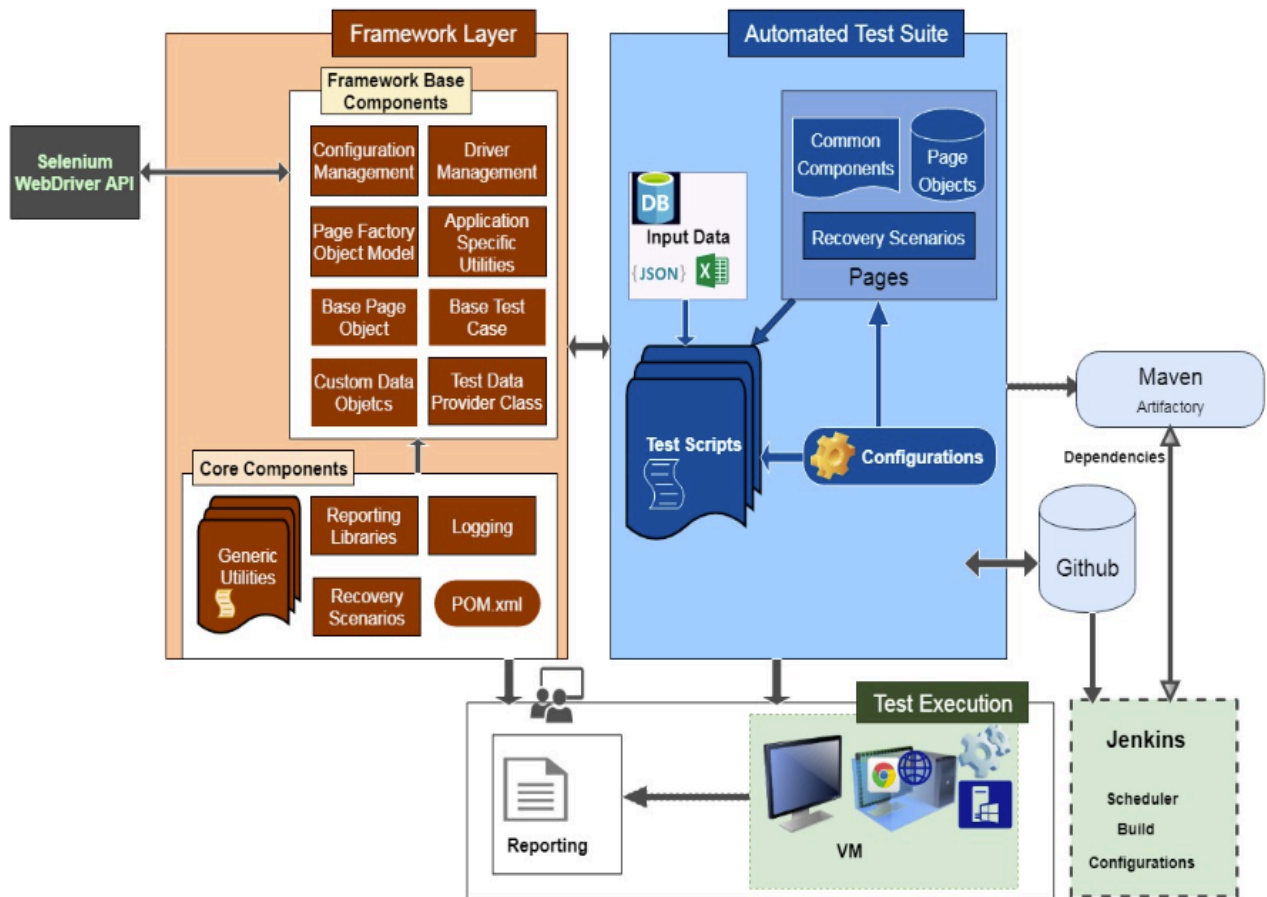 Framework Layer
Framework Base
Components
Configuration
Management
Driver
Management
Page Factory
Object Model
Application
Specific
Utilities
Base Page
Object
Base Test
Case
Custom Data
Objetcs
Test Data
Provider Class
Selenium
WebDriver API
Core Components
Generic
Utilities
Reporting
Libraries
Logging
Recovery
Scenarios
POM.xml
Automated Test Suite
DB
Input Data
{JSON}
X
Common
Components
Page
Objects
Recovery Scenarios
Pages
Test Scripts
Configurations
Maven
Artifactory
Dependencies
Github
Jenkins
Scheduler
Build
Configurations
Test Execution
Reporting
VM